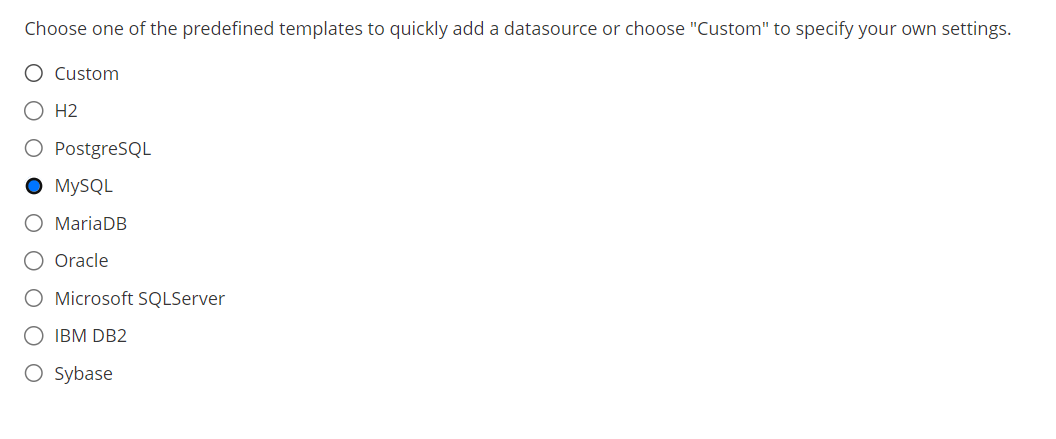 Choose one of the predefined templates to quickly add a datasource or choose "Custom" to specify your own settings.
Custom
H2
PostgreSQL
MySQL
MariaDB
Oracle
Microsoft SQLServer
IBM DB2
Sybase